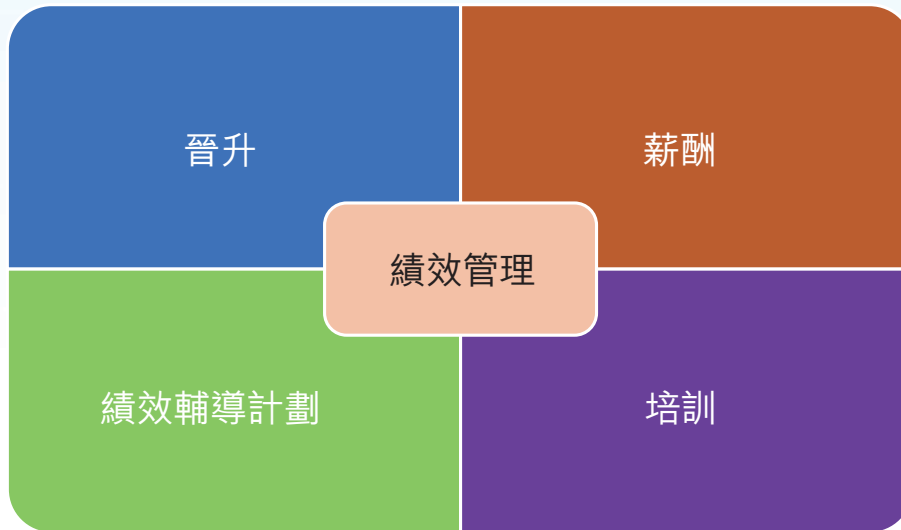 晉升
薪酬
績效管理
績效輔導計劃
培訓